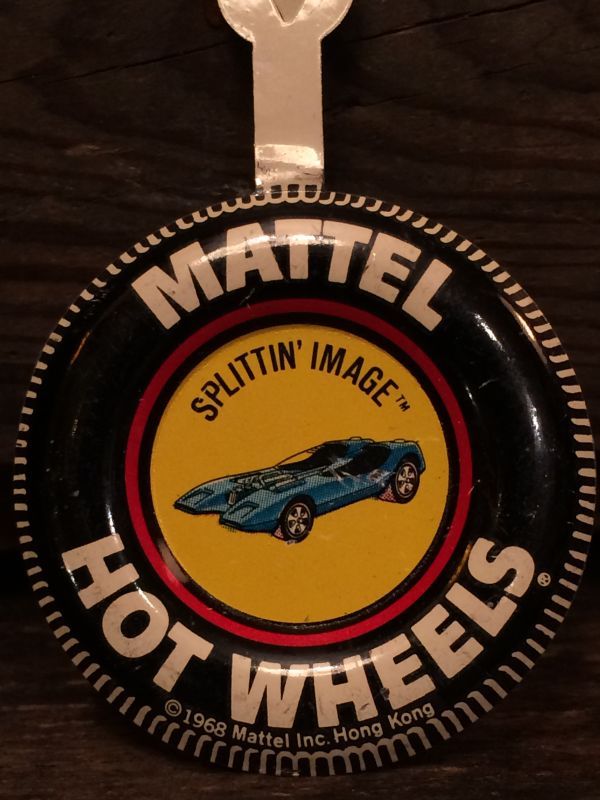 MATTEL
SPLITTIN' IMAGE™
HOT WHEELS®
©1968 Mattel Inc. Hong Kong